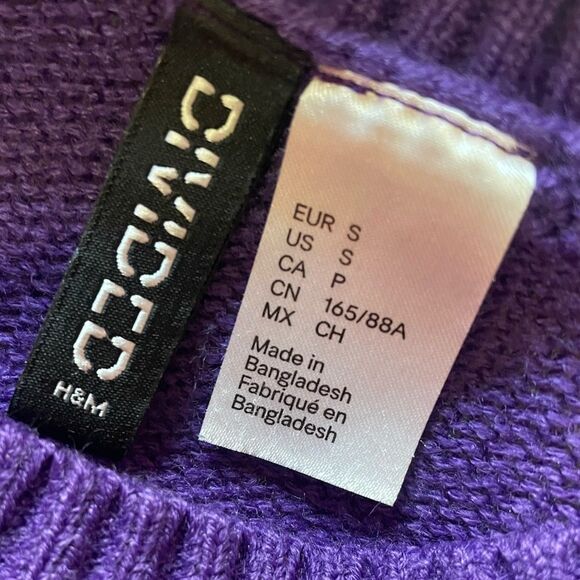 DIVIDED
H&M
EUR S
US S
CA P
CN 165/88A
MX CH
Made in
Bangladesh
Fabriqué en
Bangladesh